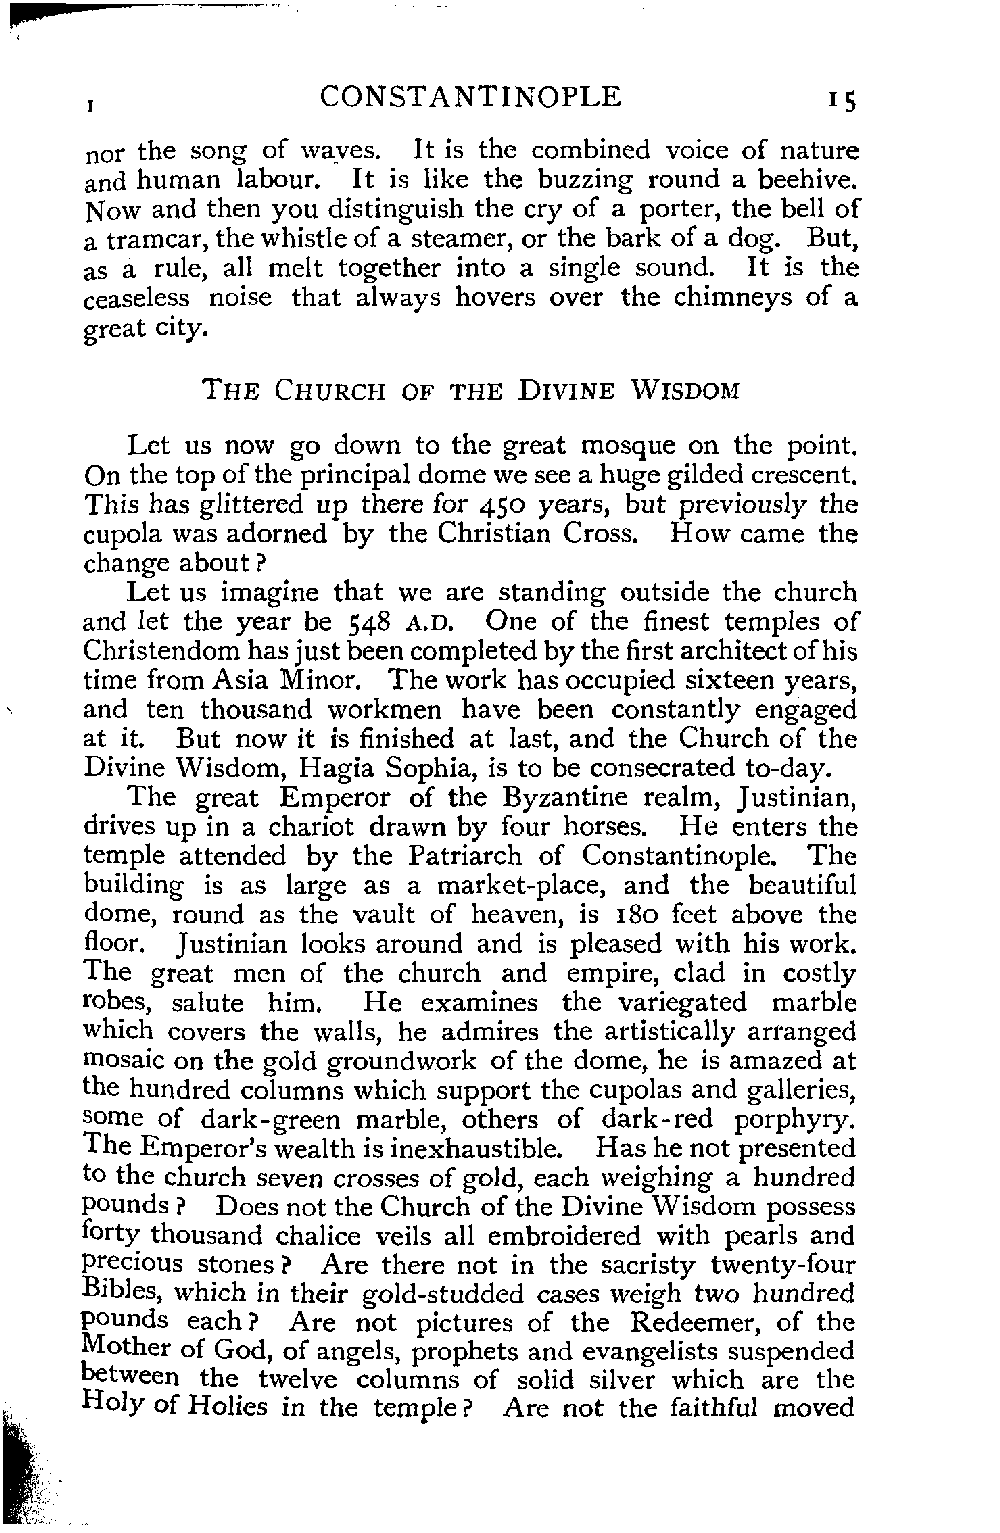 I CONSTANTINOPLE 15
nor the song of waves. It is the combined voice of nature
and human labour. It is like the buzzing round a beehive.
Now and then you distinguish the cry of a porter, the bell of
a tramcar, the whistle of a steamer, or the bark of a dog. But,
as a rule, all melt together into a single sound. It is the
ceaseless noise that always hovers over the chimneys of a
great city.
THE CHURCH OF THE DIVINE WISDOM
Let us now go down to the great mosque on the point.
On the top of the principal dome we see a huge gilded crescent.
This has glittered up there for 450 years, but previously the
cupola was adorned by the Christian Cross. How came the
change about?
Let us imagine that we are standing outside the church
and let the year be 548 A.D. One of the finest temples of
Christendom has just been completed by the first architect of his
time from Asia Minor. The work has occupied sixteen years,
and ten thousand workmen have been constantly engaged
at it. But now it is finished at last, and the Church of the
Divine Wisdom, Hagia Sophia, is to be consecrated to-day.
The great Emperor of the Byzantine realm, Justinian,
drives up in a chariot drawn by four horses. He enters the
temple attended by the Patriarch of Constantinople. The
building is as large as a market-place, and the beautiful
dome, round as the vault of heaven, is 180 feet above the
floor. Justinian looks around and is pleased with his work.
The great men of the church and empire, clad in costly
robes, salute him. He examines the variegated marble
which covers the walls, he admires the artistically arranged
mosaic on the gold groundwork of the dome, he is amazed at
the hundred columns which support the cupolas and galleries,
some of dark-green marble, others of dark-red porphyry.
The Emperor's wealth is inexhaustible. Has he not presented
to the church seven crosses of gold, each weighing a hundred
pounds? Does not the Church of the Divine Wisdom possess
forty thousand chalice veils all embroidered with pearls and
precious stones? Are there not in the sacristy twenty-four
Bibles, which in their gold-studded cases weigh two hundred
pounds each? Are not pictures of the Redeemer, of the
Mother of God, of angels, prophets and evangelists suspended
between the twelve columns of solid silver which are the
Holy of Holies in the temple? Are not the faithful moved